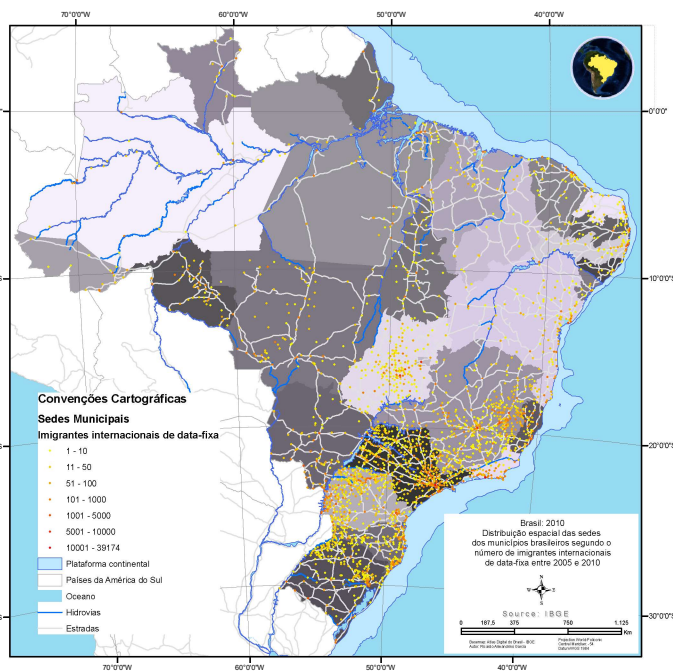 70°0'0"W 60°0'0"W 50°0'0"W 40°0'0"W
0°0'0"
10°0'0"S
20°0'0"S
30°0'0"S
Convenções Cartográficas
Sedes Municipais
Imigrantes internacionais de data-fixa
1 - 10
11 - 50
51 - 100
101 - 1000
1001 - 5000
5001 - 10000
10001 - 39174
Plataforma continental
Países da América do Sul
Oceano
Hidrovias
Estradas
Brasil: 2010
Distribuição espacial das sedes
dos municípios brasileiros segundo o
número de imigrantes internacionais
de data-fixa entre 2005 e 2010
N
W E
S
Source: IBGE
0 187,5 375 750 1.125
Km
70°0'0"W 60°0'0"W 50°0'0"W 40°0'0"W